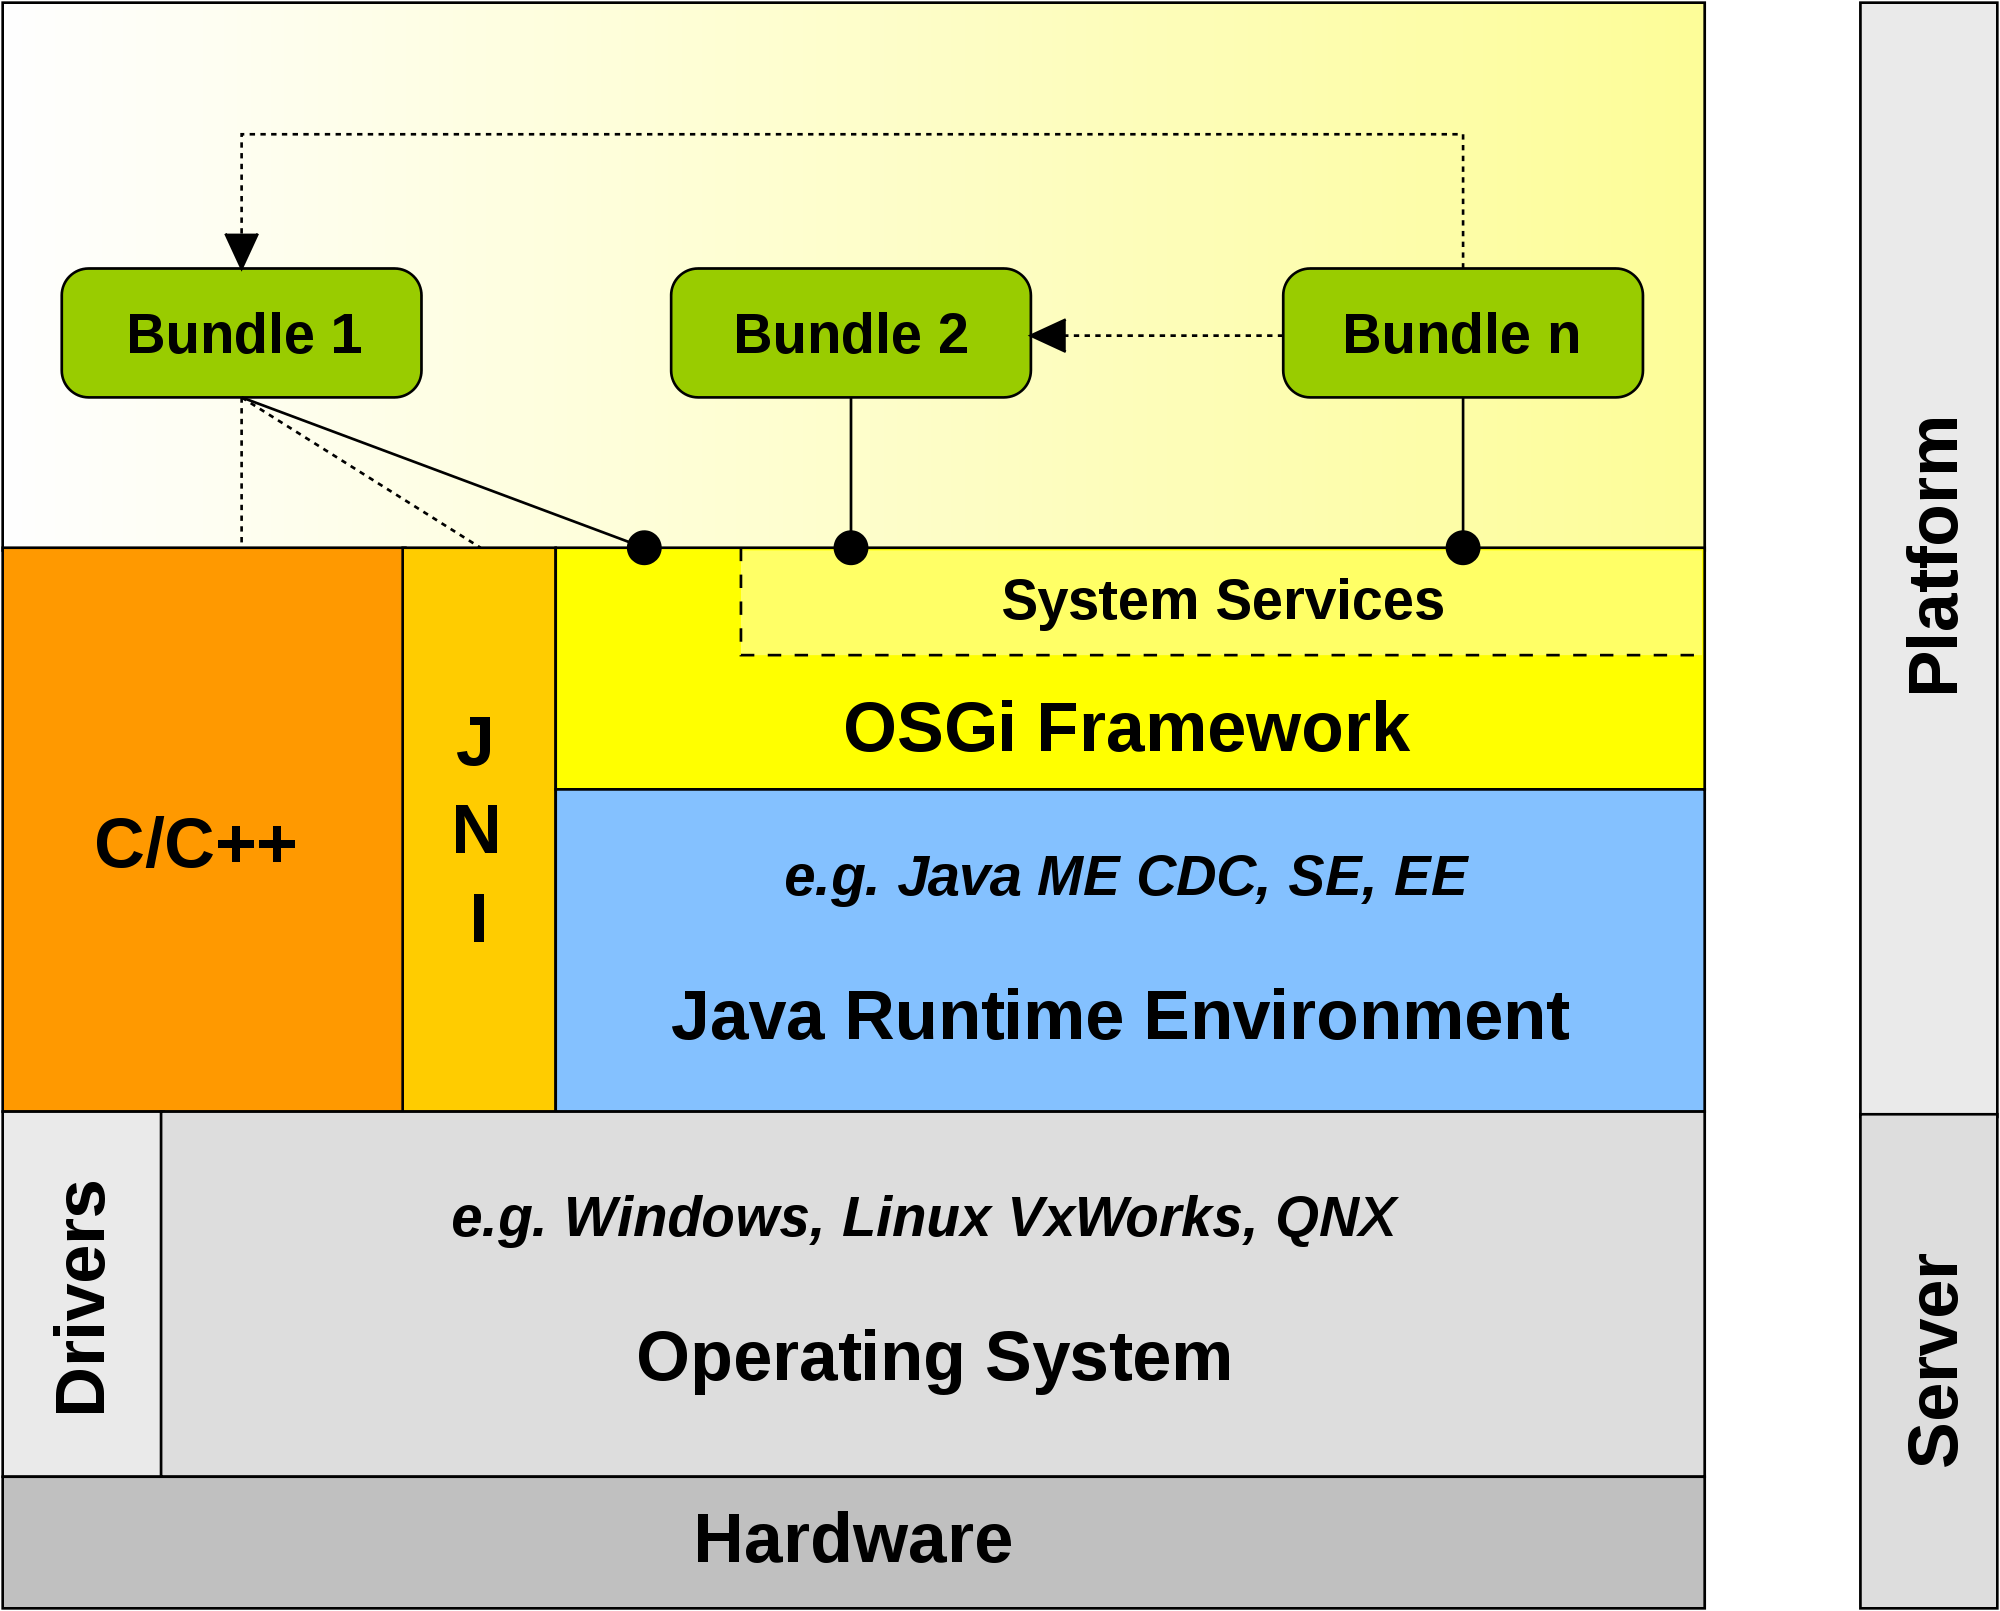 Bundle 1
Bundle 2
Bundle n
System Services
OSGi Framework
J
N
I
C/C++
e.g. Java ME CDC, SE, EE
Java Runtime Environment
Drivers
e.g. Windows, Linux VxWorks, QNX
Operating System
Hardware
Platform
Server